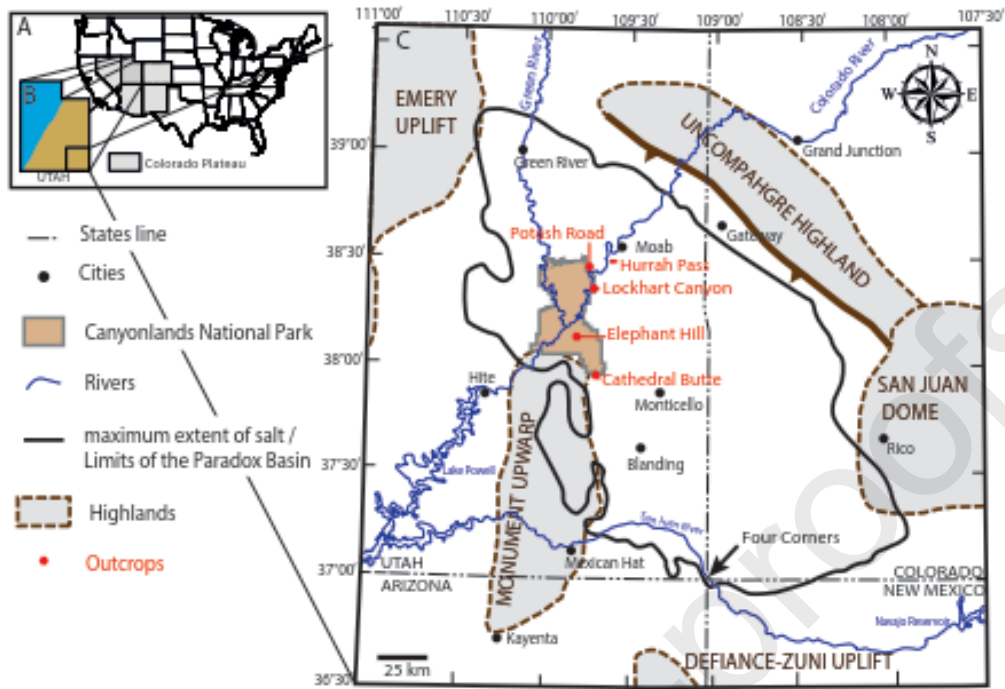 A
B
UTAH
Colorado Plateau
States line
Cities
Canyonlands National Park
Rivers
maximum extent of salt /
Limits of the Paradox Basin
Highlands
Outcrops
111°00' 110°30' 110°00' 109°30' 109°00' 108°30' 108°00' 107°30'
C
39°00'
38°30'
38°00'
37°30'
37°00'
36°30'
N
W E
S
EMERY
UPLIFT
Green River
Colorado River
UNCOMPAHGRE HIGHLAND
Green River
Grand Junction
Gateway
Potash Road
Moab
Hurrah Pass
Lockhart Canyon
Elephant Hill
Cathedral Butte
Hite
Monticello
SAN JUAN
DOME
Rico
Blanding
Lake Powell
MONUMENT UPWARP
San Juan River
Four Corners
Mexican Hat
UTAH
ARIZONA
COLORADO
NEW MEXICO
Navajo Reservoir
Kayenta
25 km
DEFIANCE-ZUNI UPLIFT
proofs